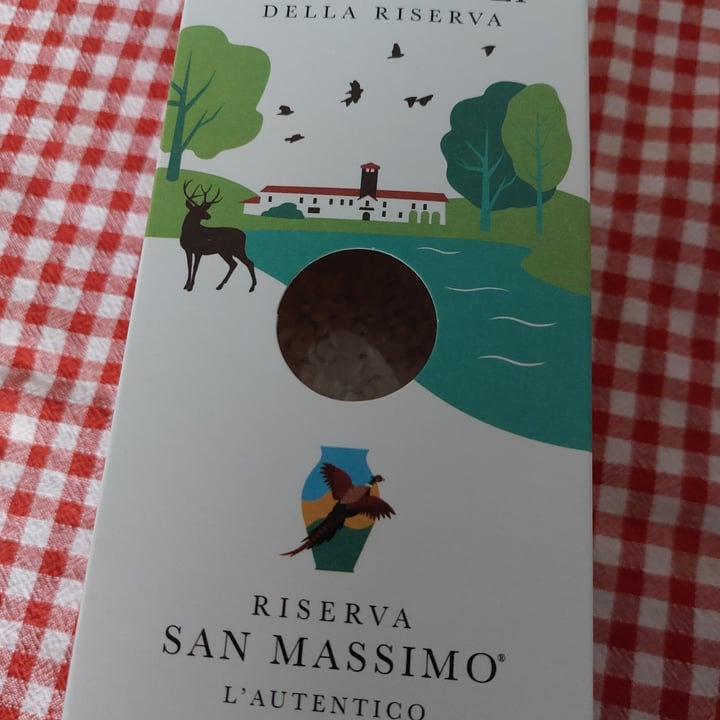 DELLA RISERVA
RISERVA
SAN MASSIMO®
L'AUTENTICO